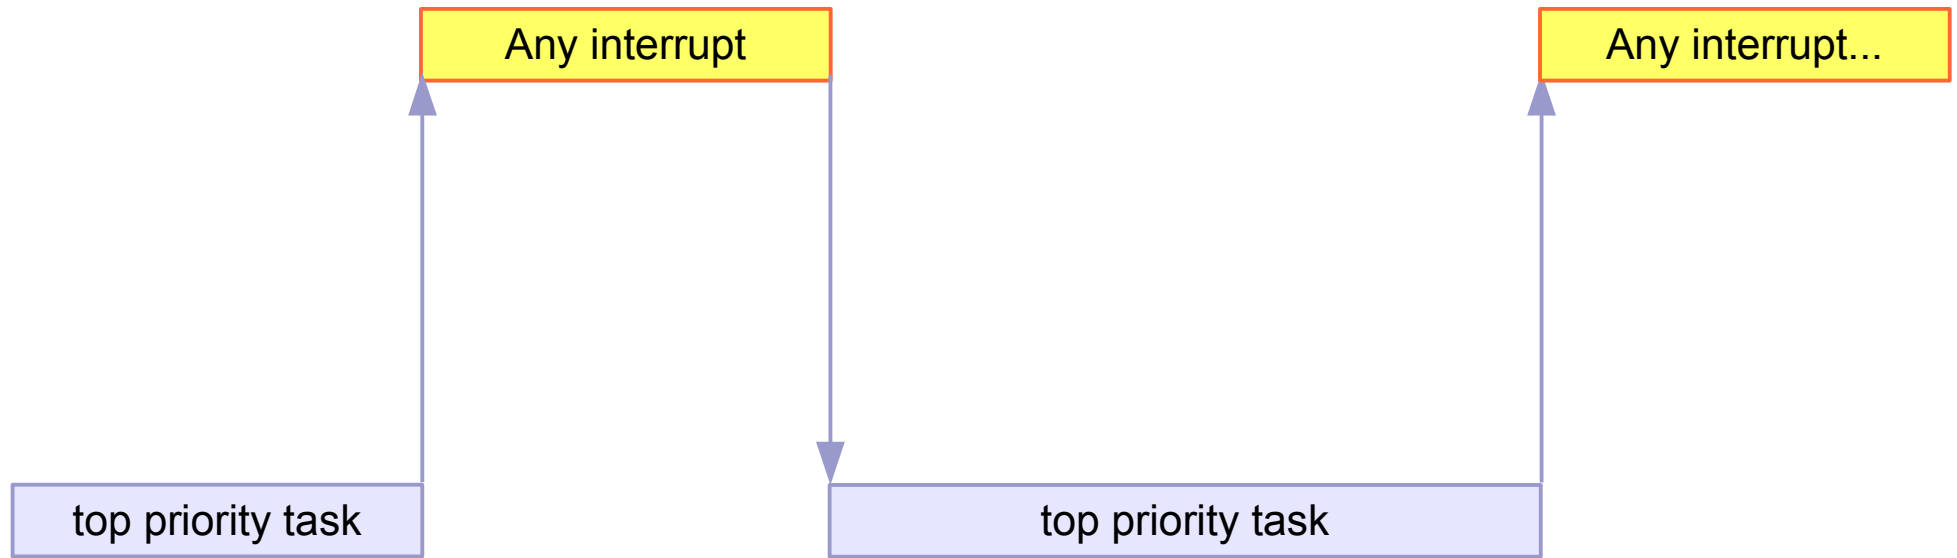 Any interrupt
Any interrupt...
top priority task
top priority task